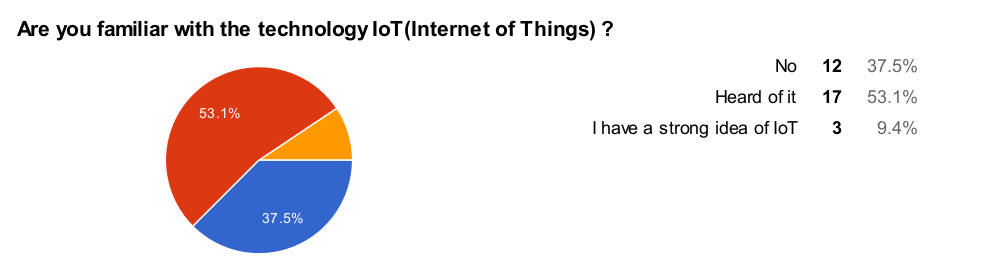 Are you familiar with the technology IoT(Internet of Things) ?
No 12 37.5%
Heard of it 17 53.1%
I have a strong idea of IoT 3 9.4%
53.1%
37.5%